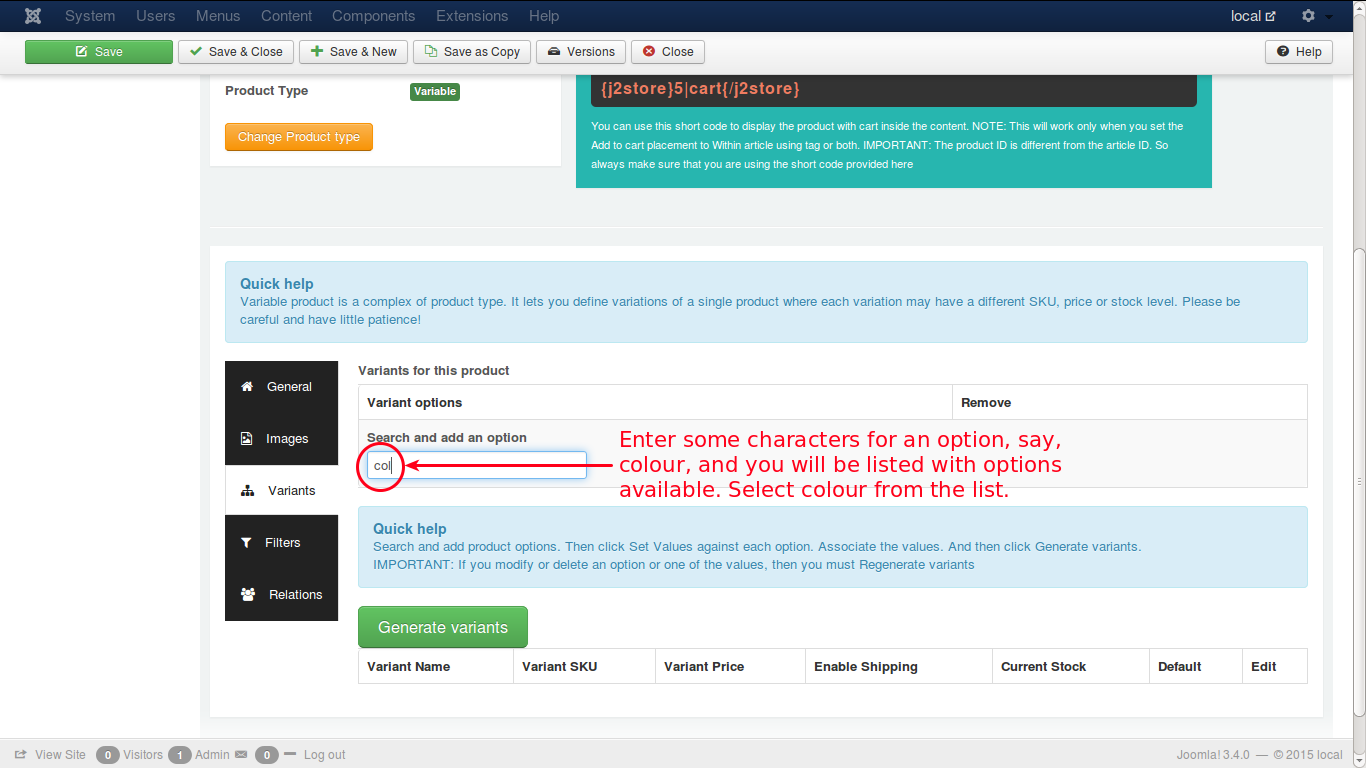 System Users Menus Content Components Extensions Help local
Save Save & Close Save & New Save as Copy Versions Close Help
Product Type Variable
{j2store}5|cart{/j2store}
Change Product type
You can use this short code to display the product with cart inside the content. NOTE: This will work only when you set the
Add to cart placement to Within article using tag or both. IMPORTANT: The product ID is different from the article ID. So
always make sure that you are using the short code provided here
Quick help
Variable product is a complex of product type. It lets you define variations of a single product where each variation may have a different SKU, price or stock level. Please be
careful and have little patience!
General
Images
Variants
Filters
Relations
Variants for this product
Variant options Remove
Search and add an option
col
Enter some characters for an option, say,
colour, and you will be listed with options
available. Select colour from the list.
Quick help
Search and add product options. Then click Set Values against each option. Associate the values. And then click Generate variants.
IMPORTANT: If you modify or delete an option or one of the values, then you must Regenerate variants
Generate variants
Variant Name Variant SKU Variant Price Enable Shipping Current Stock Default Edit
View Site 0 Visitors 1 Admin 0 Log out Joomla! 3.4.0 — © 2015 local